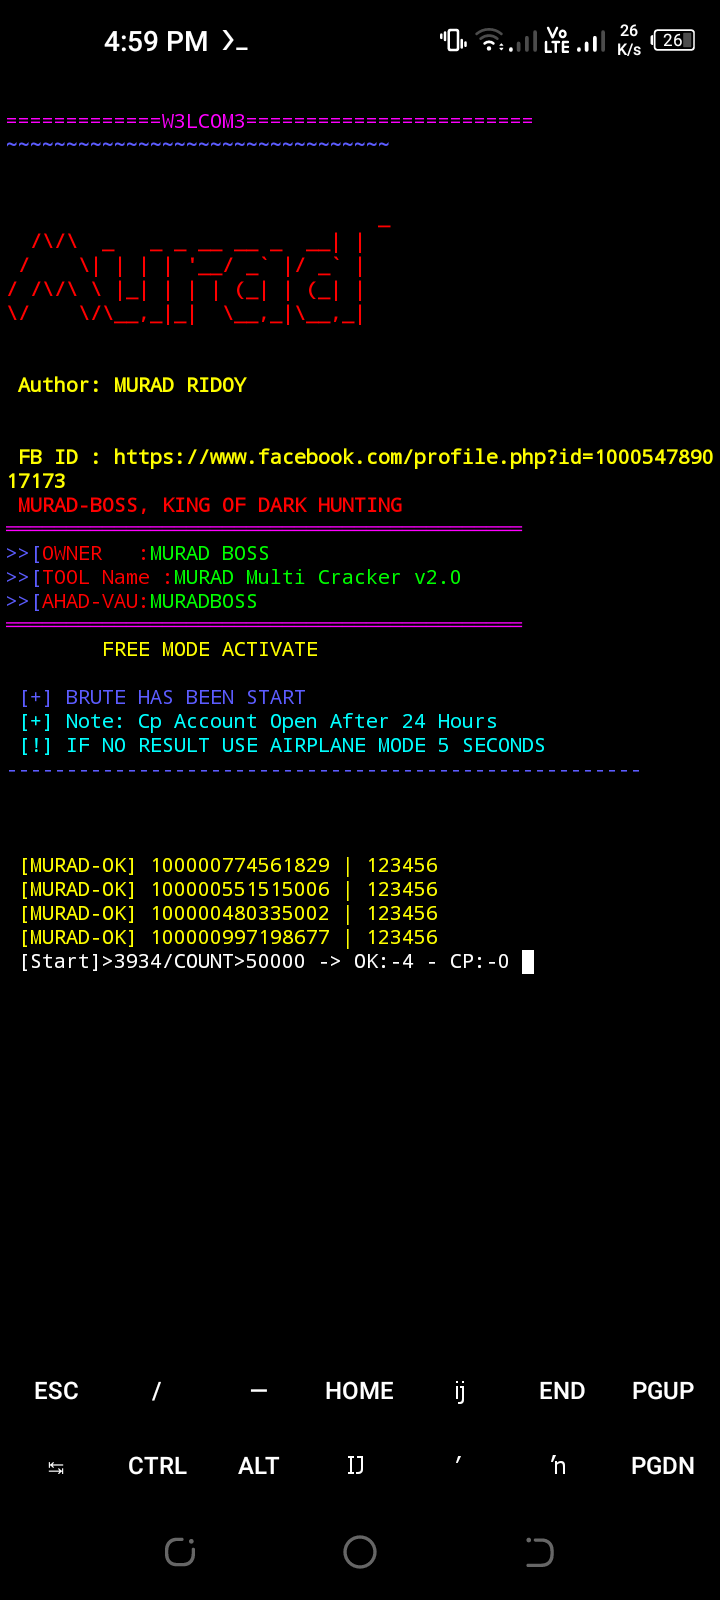 4:59 PM
Vo LTE
26 K/s
26
=============W3LCOM3========================
~~~~~~~~~~~~~~~~~~~~~~~~~~~~~~~~
Author: MURAD RIDOY
FB ID : https://www.facebook.com/profile.php?id=1000547890
17173
MURAD-BOSS, KING OF DARK HUNTING
>>[OWNER   :MURAD BOSS
>>[TOOL Name :MURAD Multi Cracker v2.0
>>[AHAD-VAU:MURADBOSS
FREE MODE ACTIVATE
[+] BRUTE HAS BEEN START
[+] Note: Cp Account Open After 24 Hours
[!] IF NO RESULT USE AIRPLANE MODE 5 SECONDS
-----------------------------------------------------
[MURAD-OK] 100000774561829 | 123456
[MURAD-OK] 100000551515006 | 123456
[MURAD-OK] 100000480335002 | 123456
[MURAD-OK] 100000997198677 | 123456
[Start]>3934/COUNT>50000 -> OK:-4 - CP:-0
ESC / — HOME ĳ END PGUP
↹ CTRL ALT Ĳ ʼ ŉ PGDN